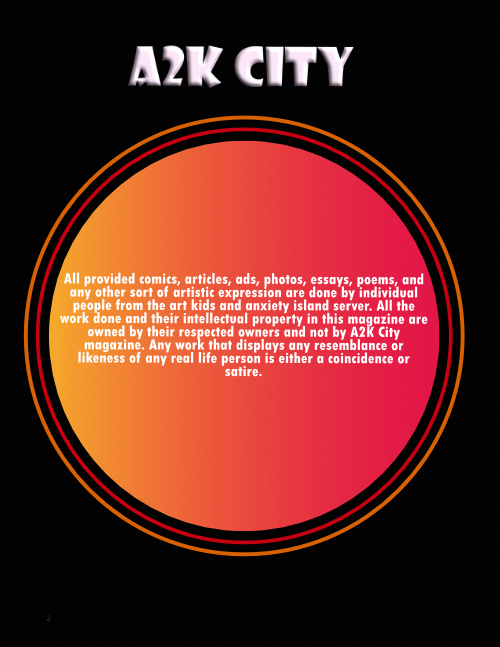 A2K CITY
All provided comics, articles, ads, photos, essays, poems, and
any other sort of artistic expression are done by individual
people from the art kids and anxiety island server. All the
work done and their intellectual property in this magazine are
owned by their respected owners and not by A2K City
magazine. Any work that displays any resemblance or
likeness of any real life person is either a coincidence or
satire.
2